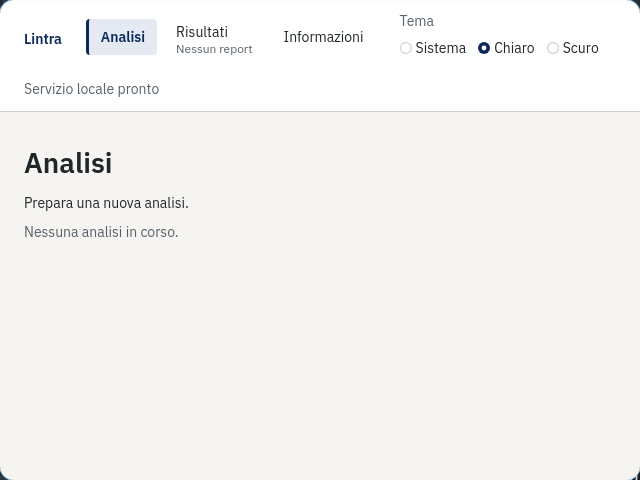 Lintra
Analisi
Risultati
Nessun report
Informazioni
Tema
Sistema
Chiaro
Scuro
Servizio locale pronto
Analisi
Prepara una nuova analisi.
Nessuna analisi in corso.